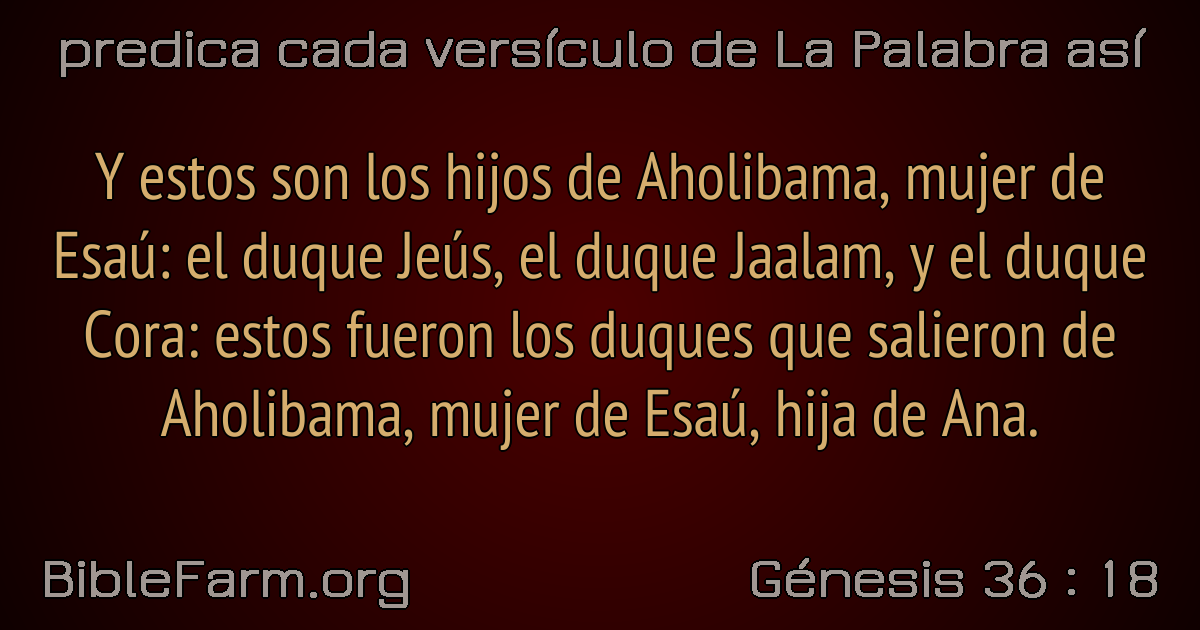 predica cada versículo de La Palabra así
Y estos son los hijos de Aholibama, mujer de
Esaú: el duque Jeús, el duque Jaalam, y el duque
Cora: estos fueron los duques que salieron de
Aholibama, mujer de Esaú, hija de Ana.
BibleFarm.org
Génesis 36 : 18